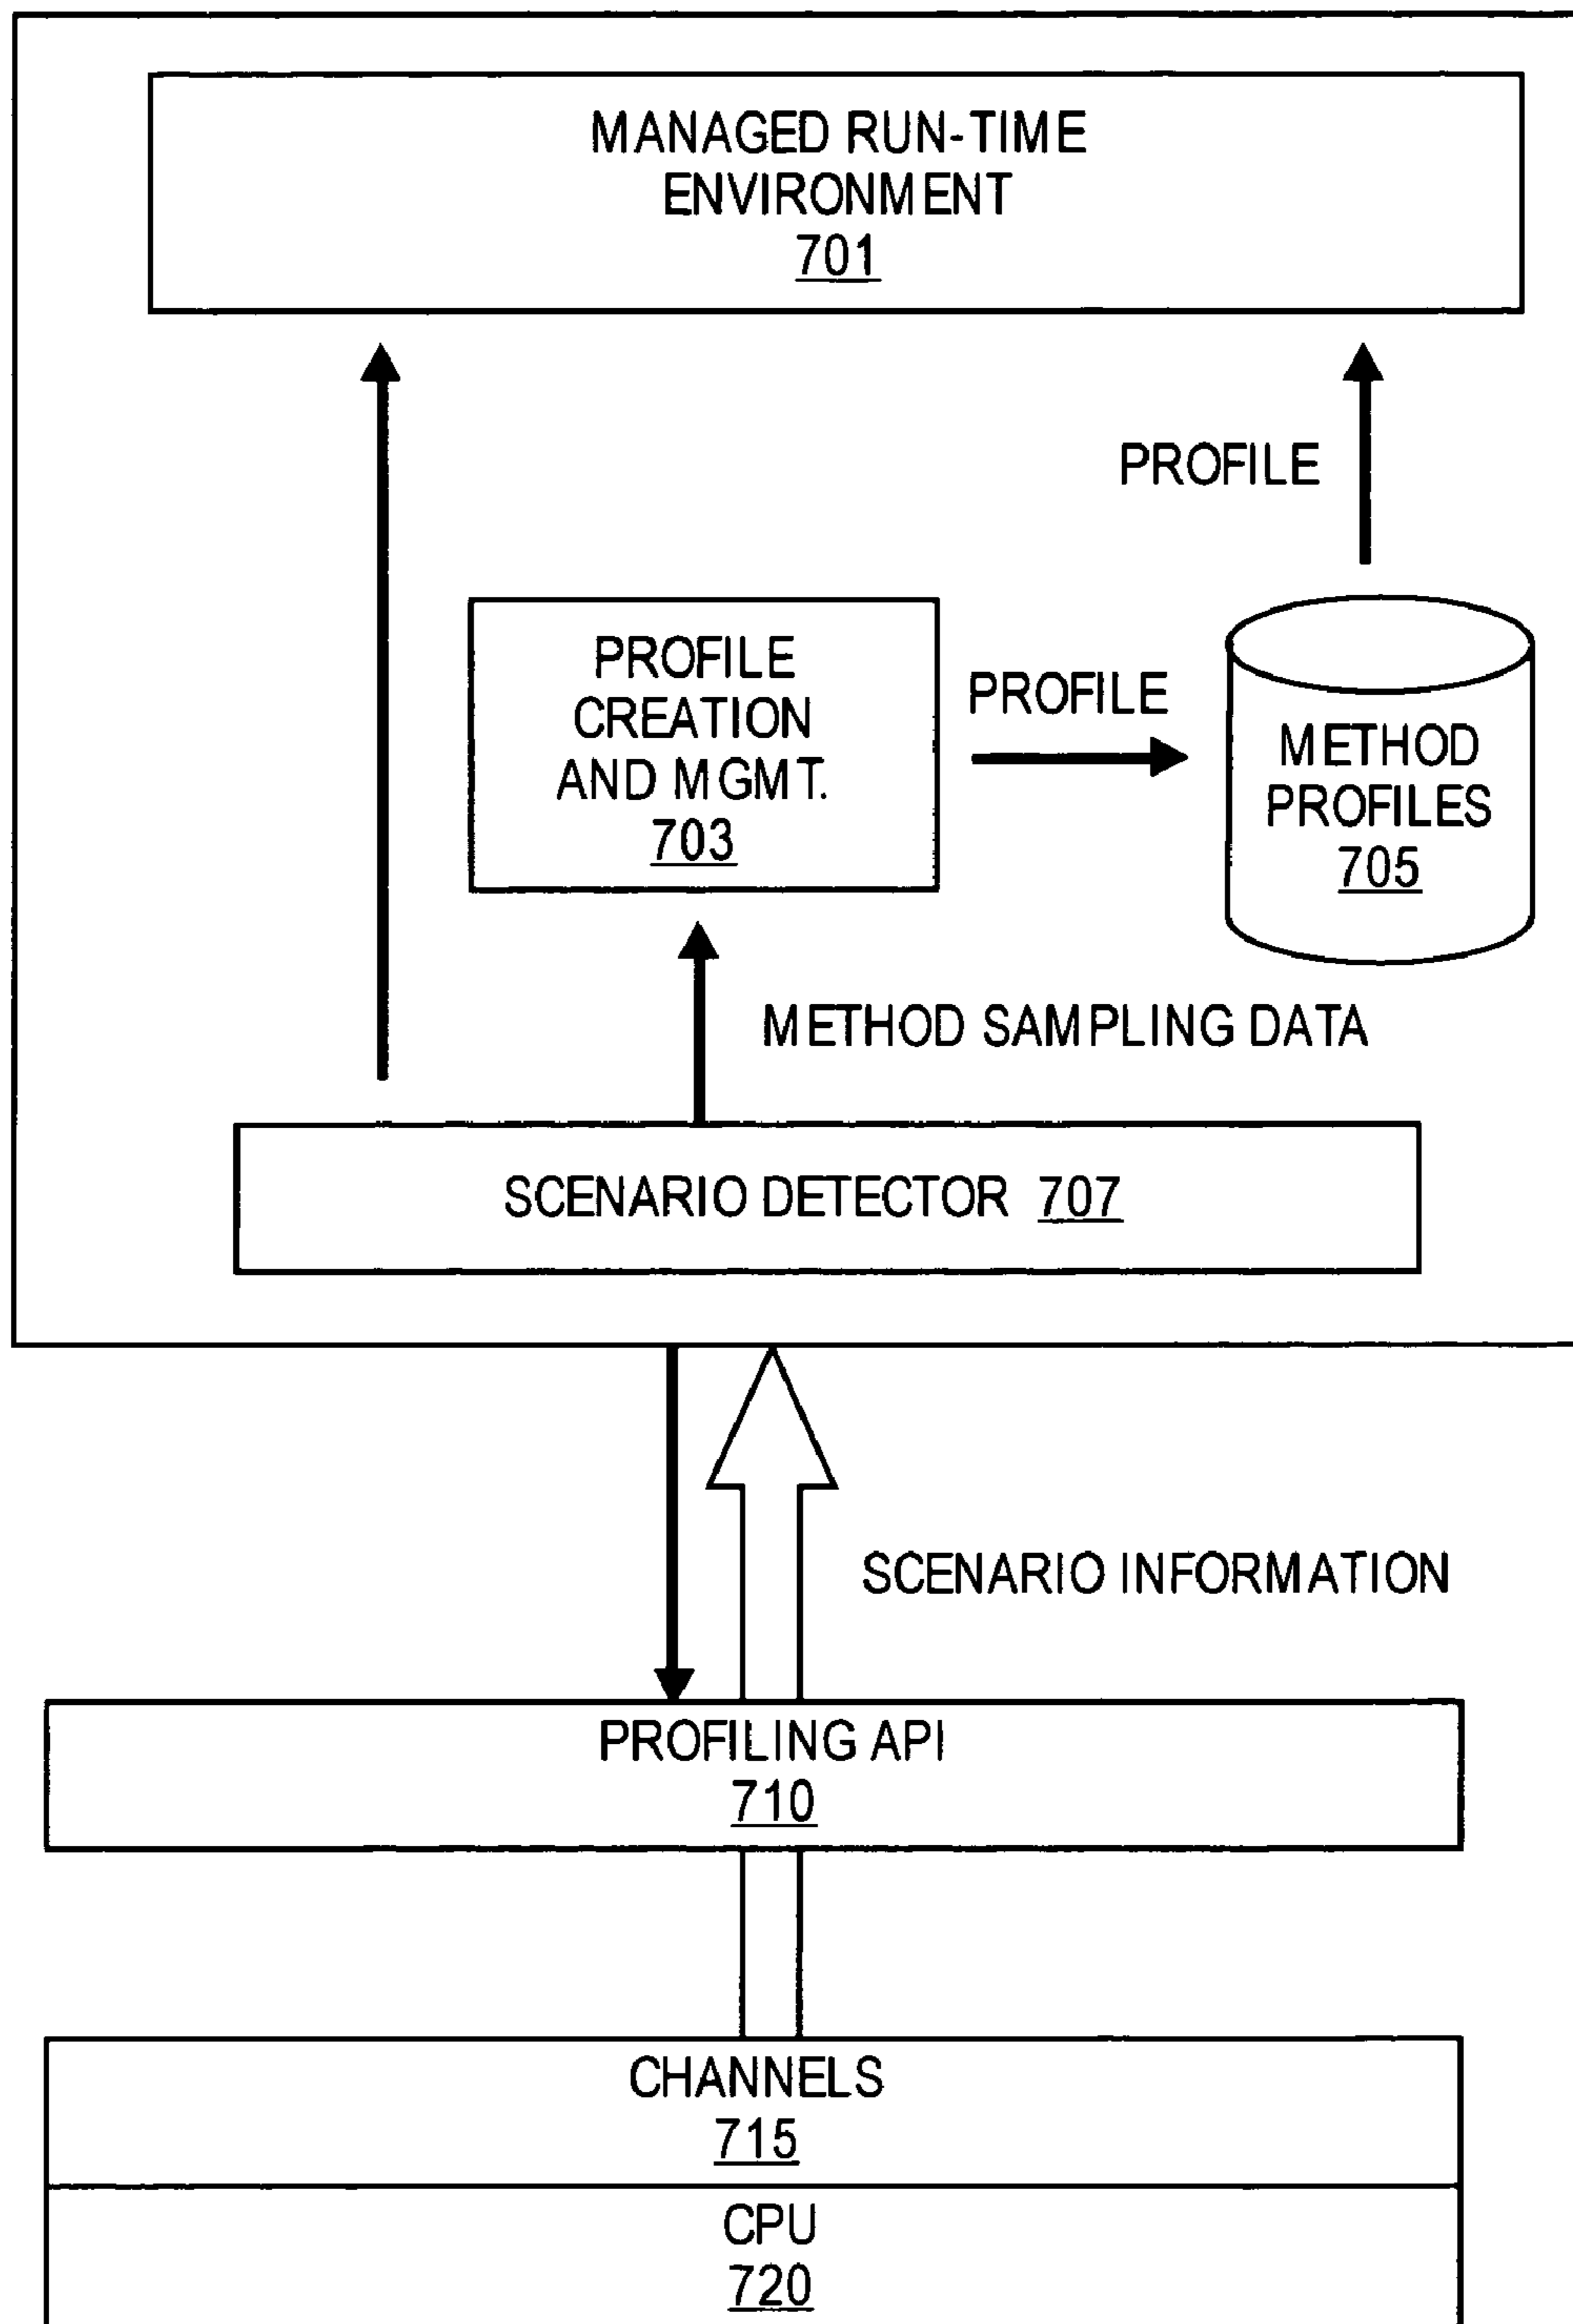 MANAGED RUN-TIME
ENVIRONMENT
701
PROFILE
PROFILE
CREATION
AND MGMT.
703
PROFILE
METHOD
PROFILES
705
METHOD SAMPLING DATA
SCENARIO DETECTOR 707
SCENARIO INFORMATION
PROFILING API
710
CHANNELS
715
CPU
720